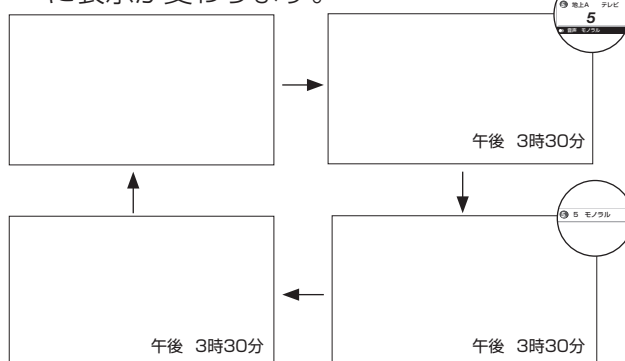 に表示が変わります。
地上A テレビ
5
音声 モノラル
午後 3時30分
5 モノラル
午後 3時30分
午後 3時30分